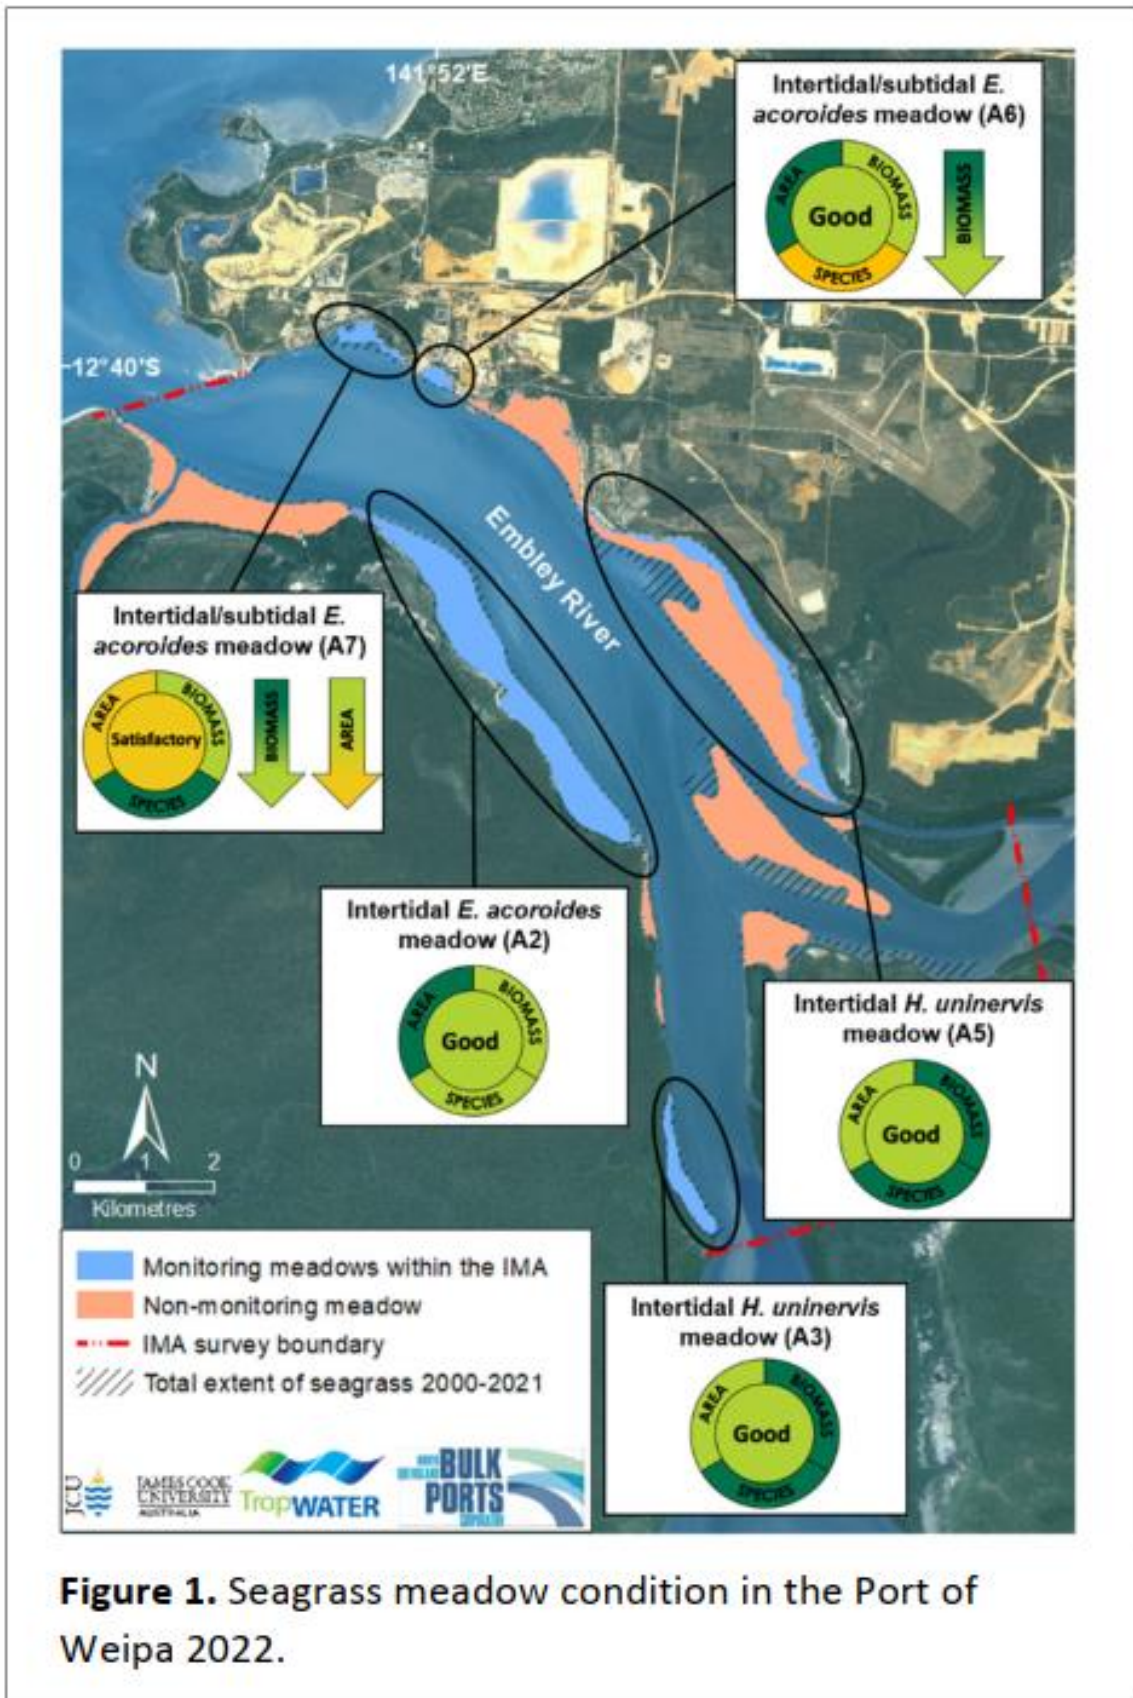 141°52'E
Intertidal/subtidal E.
acoroides meadow (A6)
AREA
BIOMASS
Good
SPECIES
BIOMASS
12°40'S
Embley River
Intertidal/subtidal E.
acoroides meadow (A7)
AREA
BIOMASS
Satisfactory
SPECIES
BIOMASS
AREA
Intertidal E. acoroides
meadow (A2)
AREA
BIOMASS
Good
SPECIES
Intertidal H. uninervis
meadow (A5)
AREA
BIOMASS
Good
SPECIES
N
0 1 2
Kilometres
Intertidal H. uninervis
meadow (A3)
AREA
BIOMASS
Good
SPECIES
Monitoring meadows within the IMA
Non-monitoring meadow
IMA survey boundary
Total extent of seagrass 2000-2021
JCU
JAMES COOK
UNIVERSITY
AUSTRALIA
TropWATER
BULK
PORTS
Figure 1. Seagrass meadow condition in the Port of
Weipa 2022.